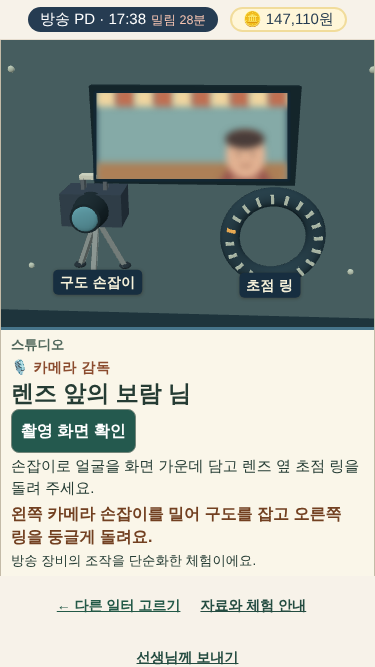 방송 PD · 17:38 밀림 28분
147,110원
구도 손잡이
초점 링
스튜디오
카메라 감독
렌즈 앞의 보람 님
촬영 화면 확인
손잡이로 얼굴을 화면 가운데 담고 렌즈 옆 초점 링을
돌려 주세요.
왼쪽 카메라 손잡이를 밀어 구도를 잡고 오른쪽
링을 둥글게 돌려요.
방송 장비의 조작을 단순화한 체험이에요.
← 다른 일터 고르기 자료와 체험 안내
선생님께 보내기